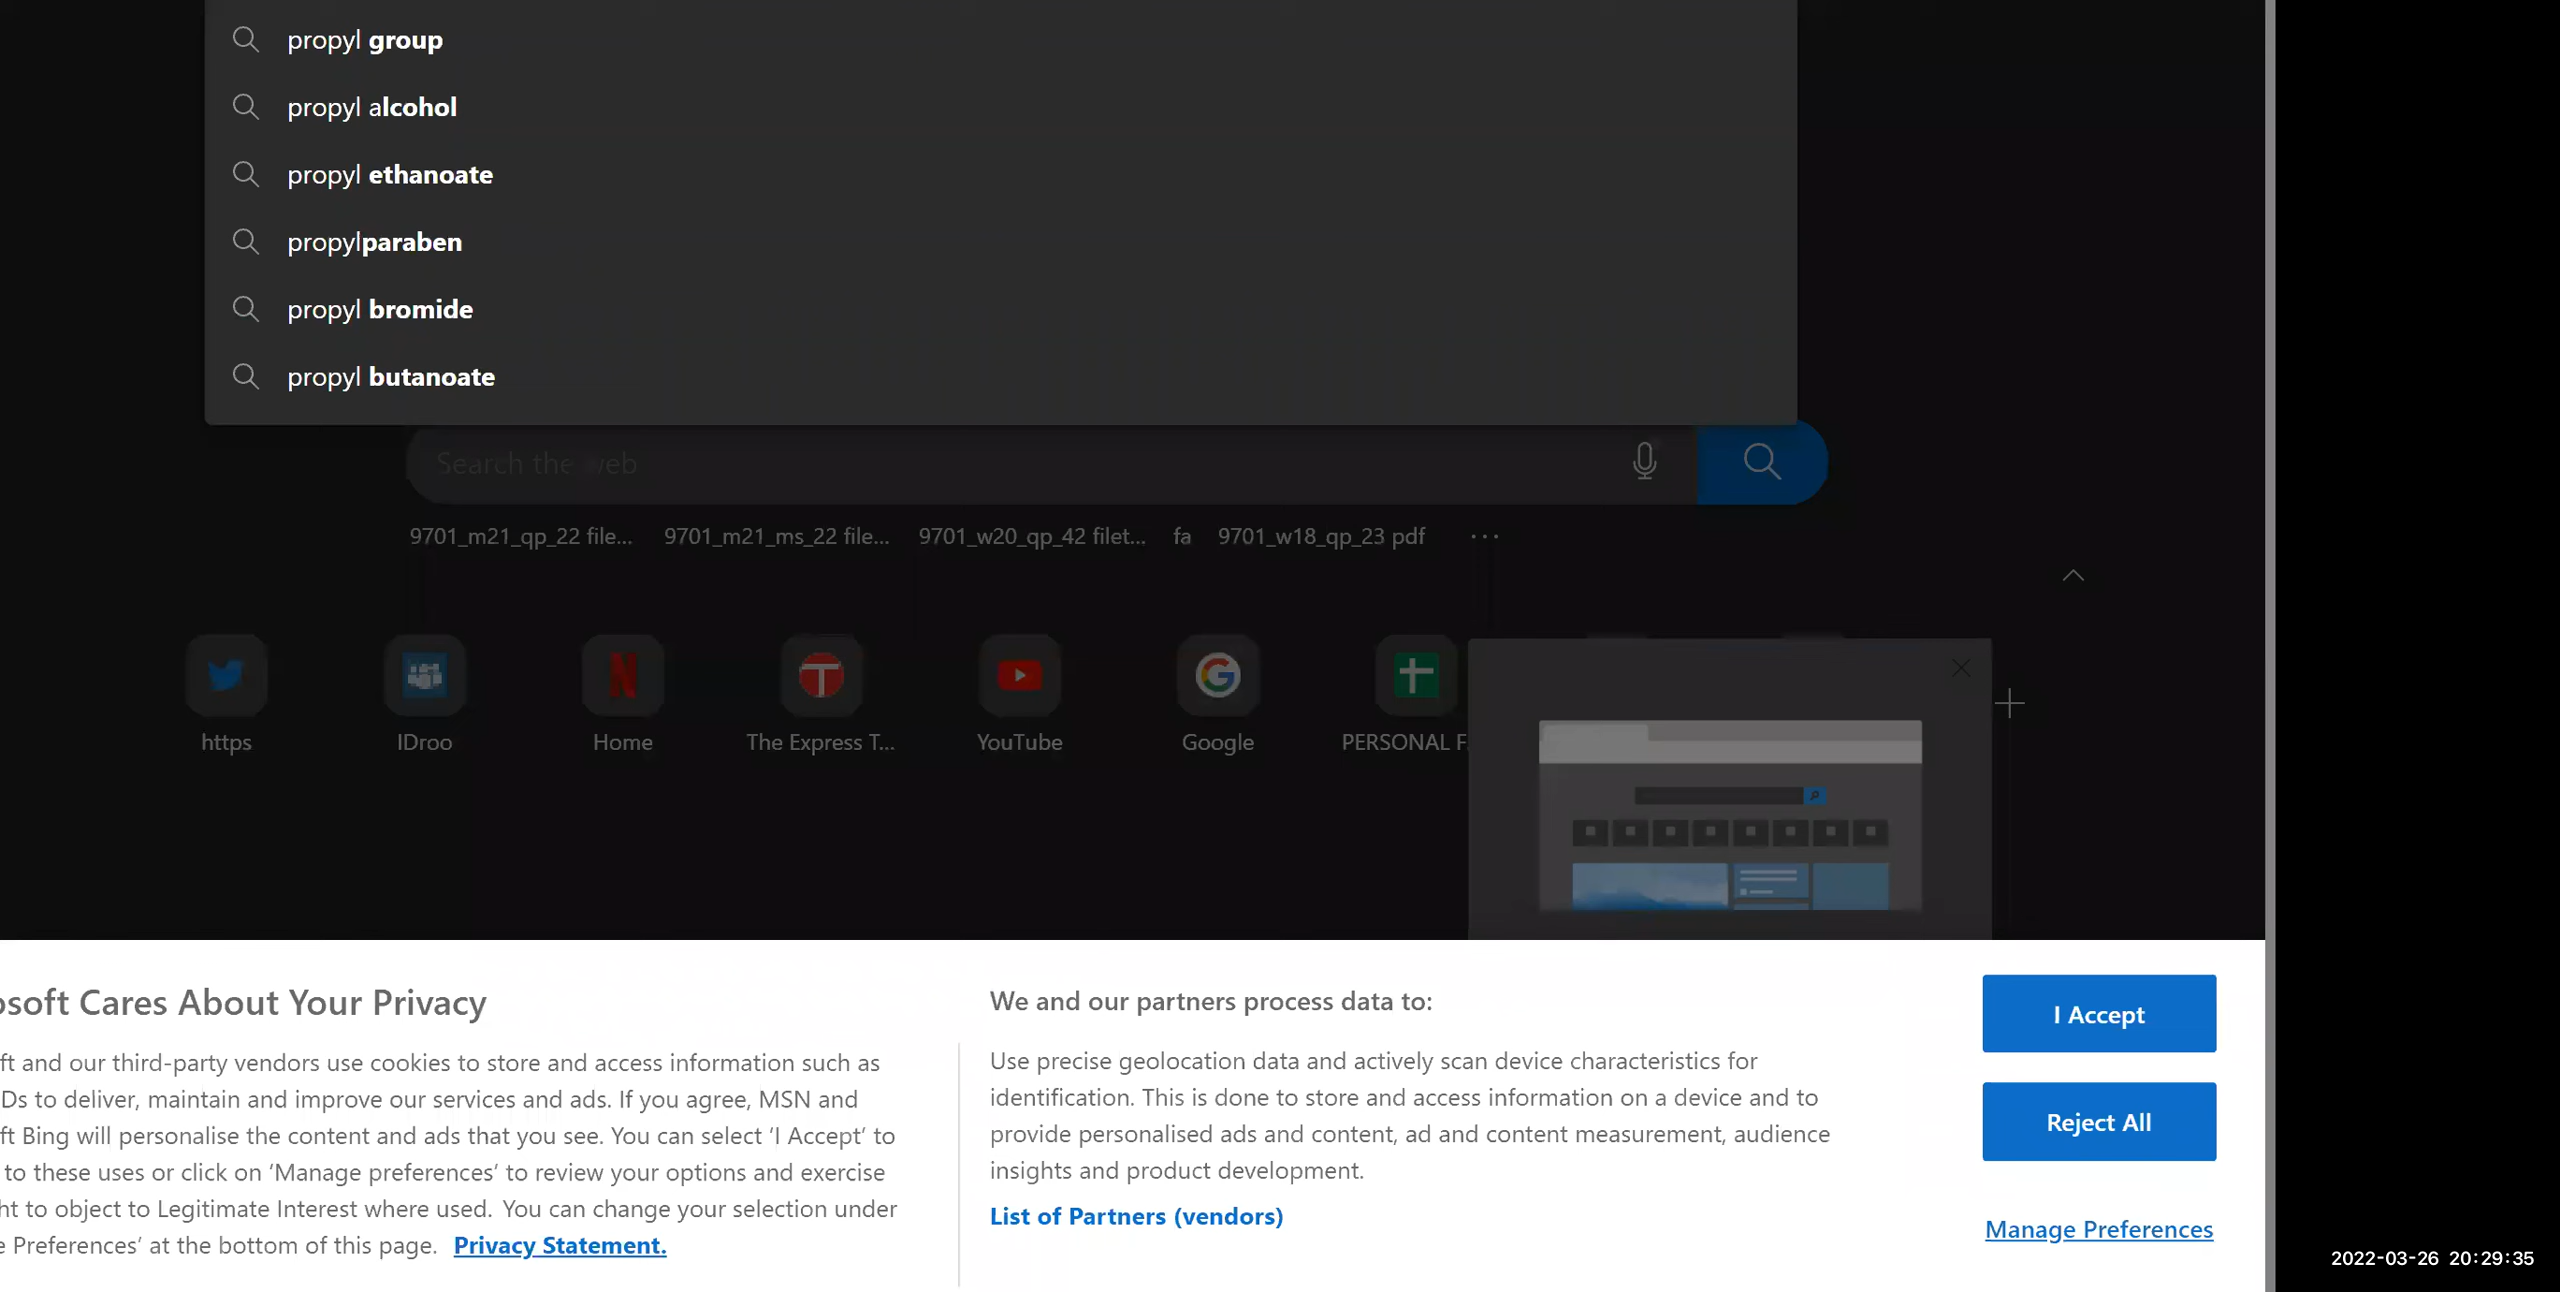 propyl group
propyl alcohol
propyl ethanoate
propylparaben
propyl bromide
propyl butanoate
Search the web
9701_m21_qp_22 file... 9701_m21_ms_22 file... 9701_w20_qp_42 filet... fa 9701_w18_qp_23 pdf ...
https IDroo Home The Express T... YouTube Google PERSONAL F
osoft Cares About Your Privacy
ft and our third-party vendors use cookies to store and access information such as
Ds to deliver, maintain and improve our services and ads. If you agree, MSN and
ft Bing will personalise the content and ads that you see. You can select ‘I Accept’ to
to these uses or click on ‘Manage preferences’ to review your options and exercise
ht to object to Legitimate Interest where used. You can change your selection under
e Preferences’ at the bottom of this page. Privacy Statement.
We and our partners process data to:
Use precise geolocation data and actively scan device characteristics for
identification. This is done to store and access information on a device and to
provide personalised ads and content, ad and content measurement, audience
insights and product development.
List of Partners (vendors)
I Accept
Reject All
Manage Preferences
2022-03-26 20:29:35